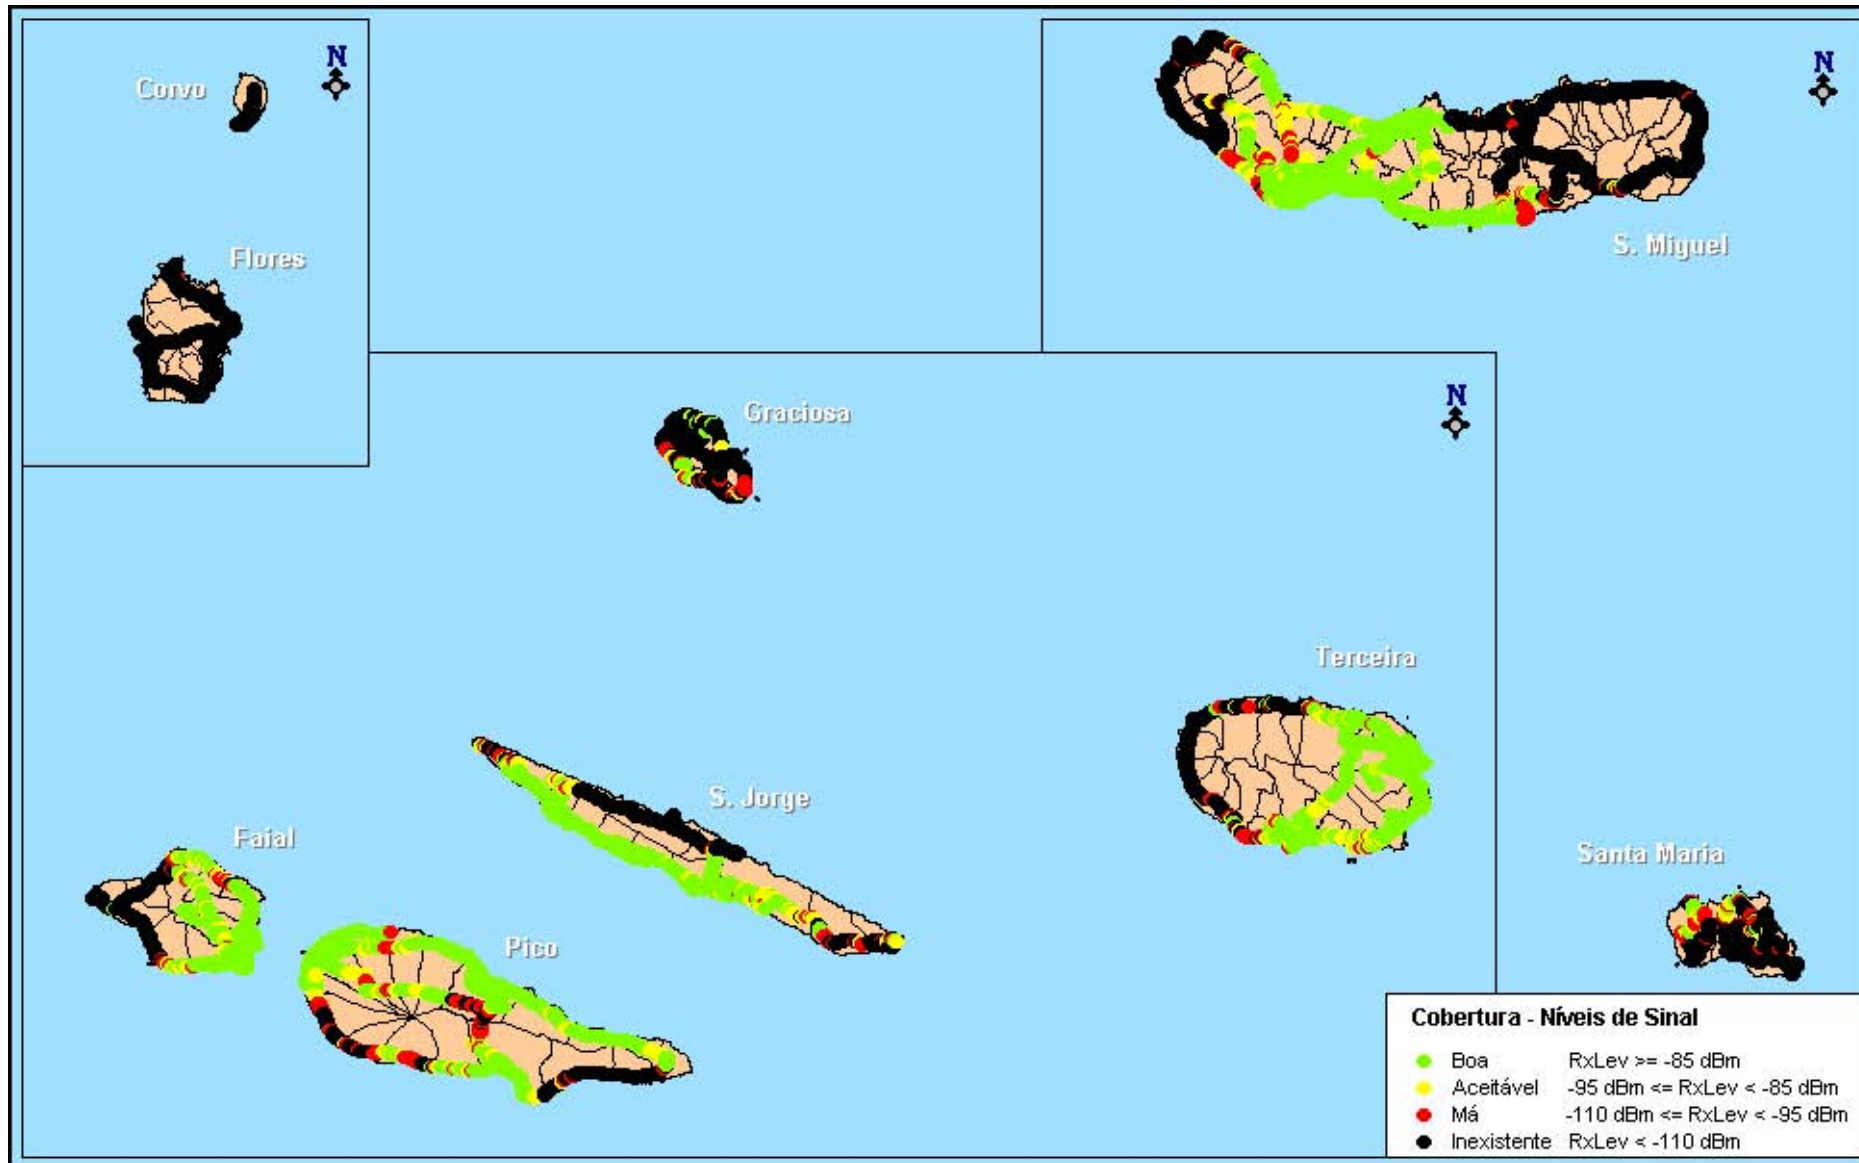 N
Corvo
Flores
N
S. Miguel
N
Graciosa
Terceira
S. Jorge
Faial
Pico
Santa Maria
Cobertura - Níveis de Sinal
Boa RxLev >= -85 dBm
Aceitável -95 dBm <= RxLev < -85 dBm
Má -110 dBm <= RxLev < -95 dBm
Inexistente RxLev < -110 dBm